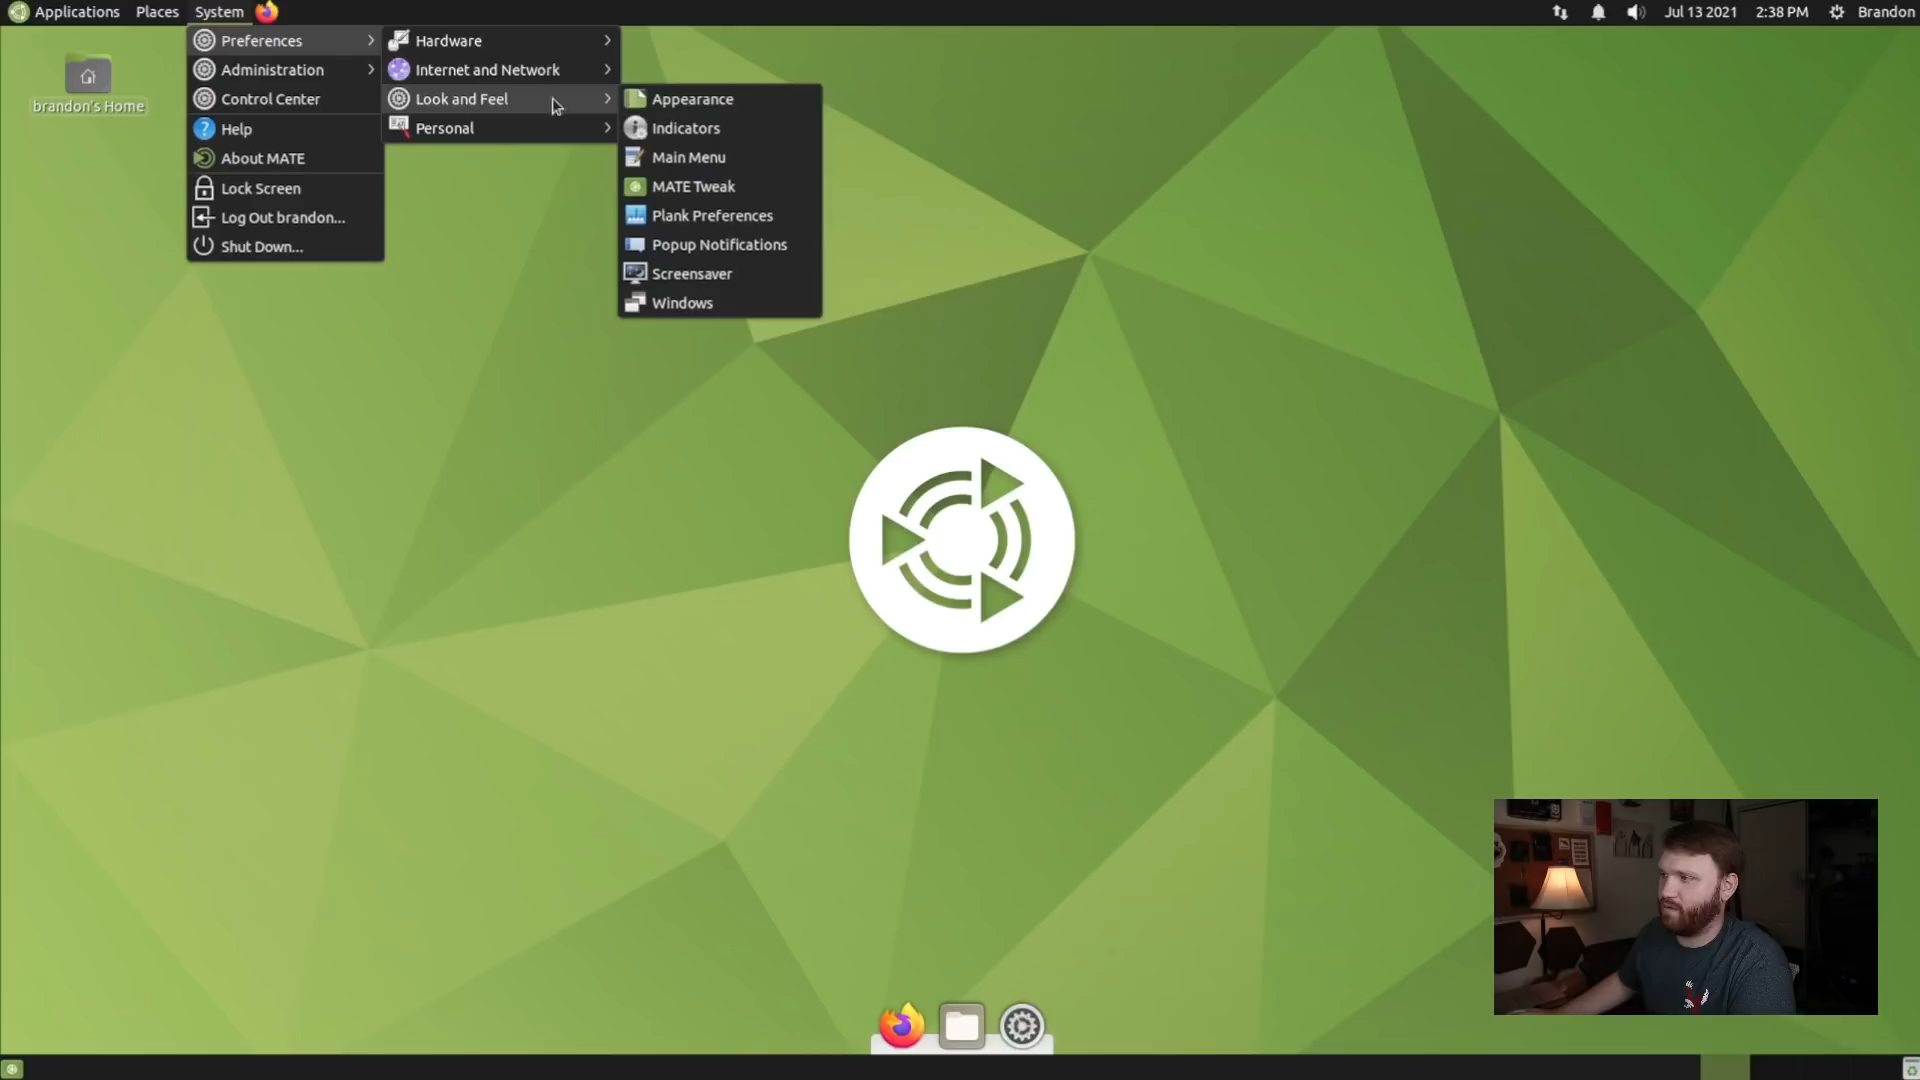 Applications Places System
Jul 13 2021 2:38 PM Brandon
brandon's Home
Preferences
Administration
Control Center
Help
About MATE
Lock Screen
Log Out brandon...
Shut Down...
Hardware
Internet and Network
Look and Feel
Personal
Appearance
Indicators
Main Menu
MATE Tweak
Plank Preferences
Popup Notifications
Screensaver
Windows